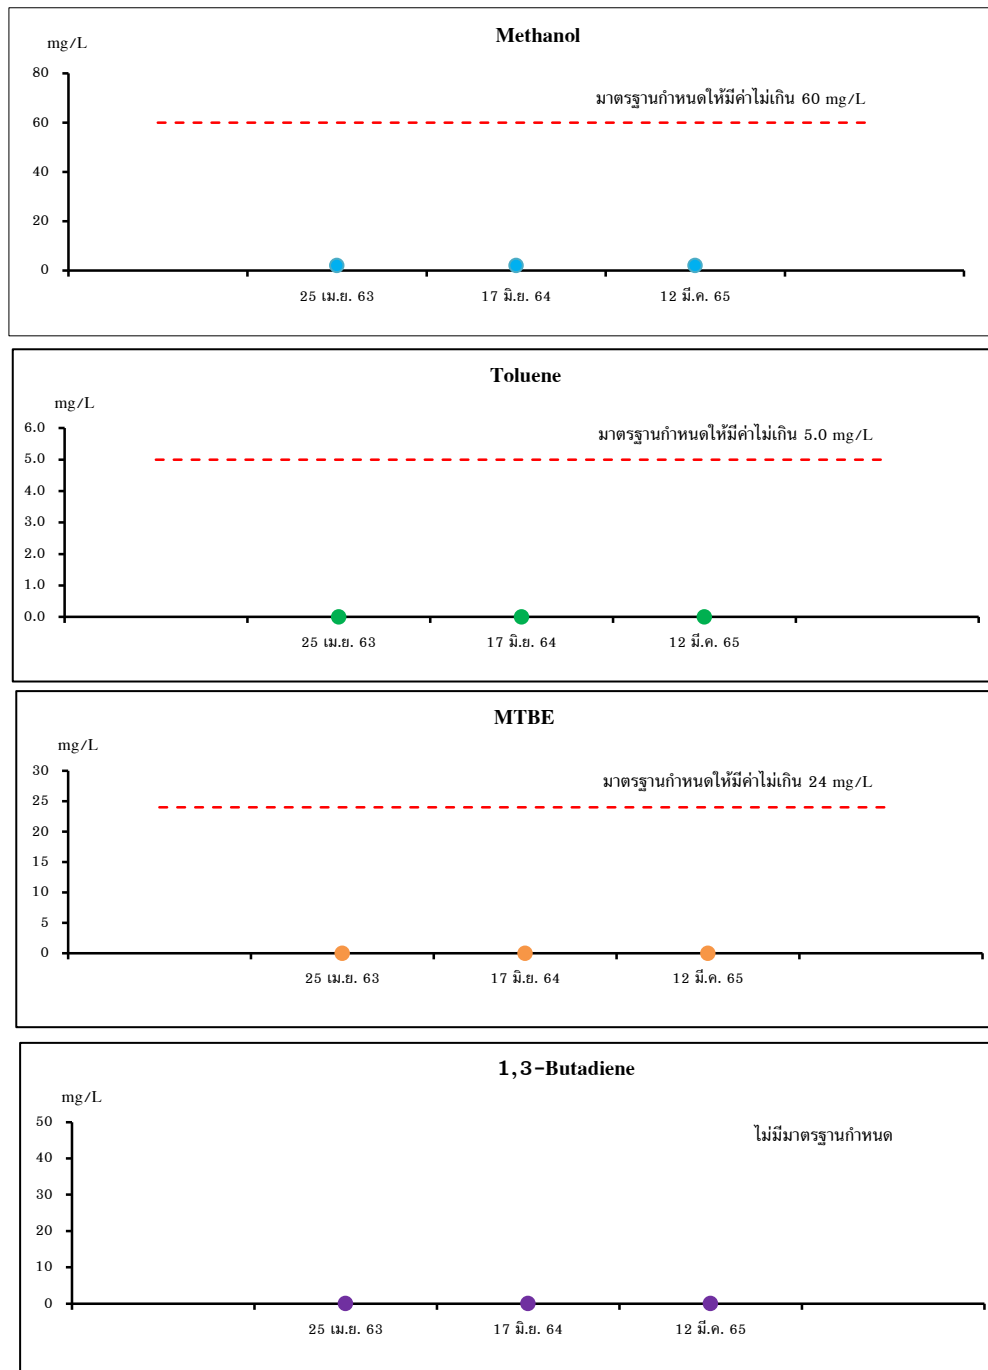 Methanol
mg/L
80
มาตรฐานกำหนดให้มีค่าไม่เกิน 60 mg/L
60
40
20
0
25 เม.ย. 63 17 มิ.ย. 64 12 มี.ค. 65
Toluene
mg/L
6.0
มาตรฐานกำหนดให้มีค่าไม่เกิน 5.0 mg/L
5.0
4.0
3.0
2.0
1.0
0.0
25 เม.ย. 63 17 มิ.ย. 64 12 มี.ค. 65
MTBE
mg/L
30
มาตรฐานกำหนดให้มีค่าไม่เกิน 24 mg/L
25
20
15
10
5
0
25 เม.ย. 63 17 มิ.ย. 64 12 มี.ค. 65
1,3-Butadiene
mg/L
50
ไม่มีมาตรฐานกำหนด
40
30
20
10
0
25 เม.ย. 63 17 มิ.ย. 64 12 มี.ค. 65